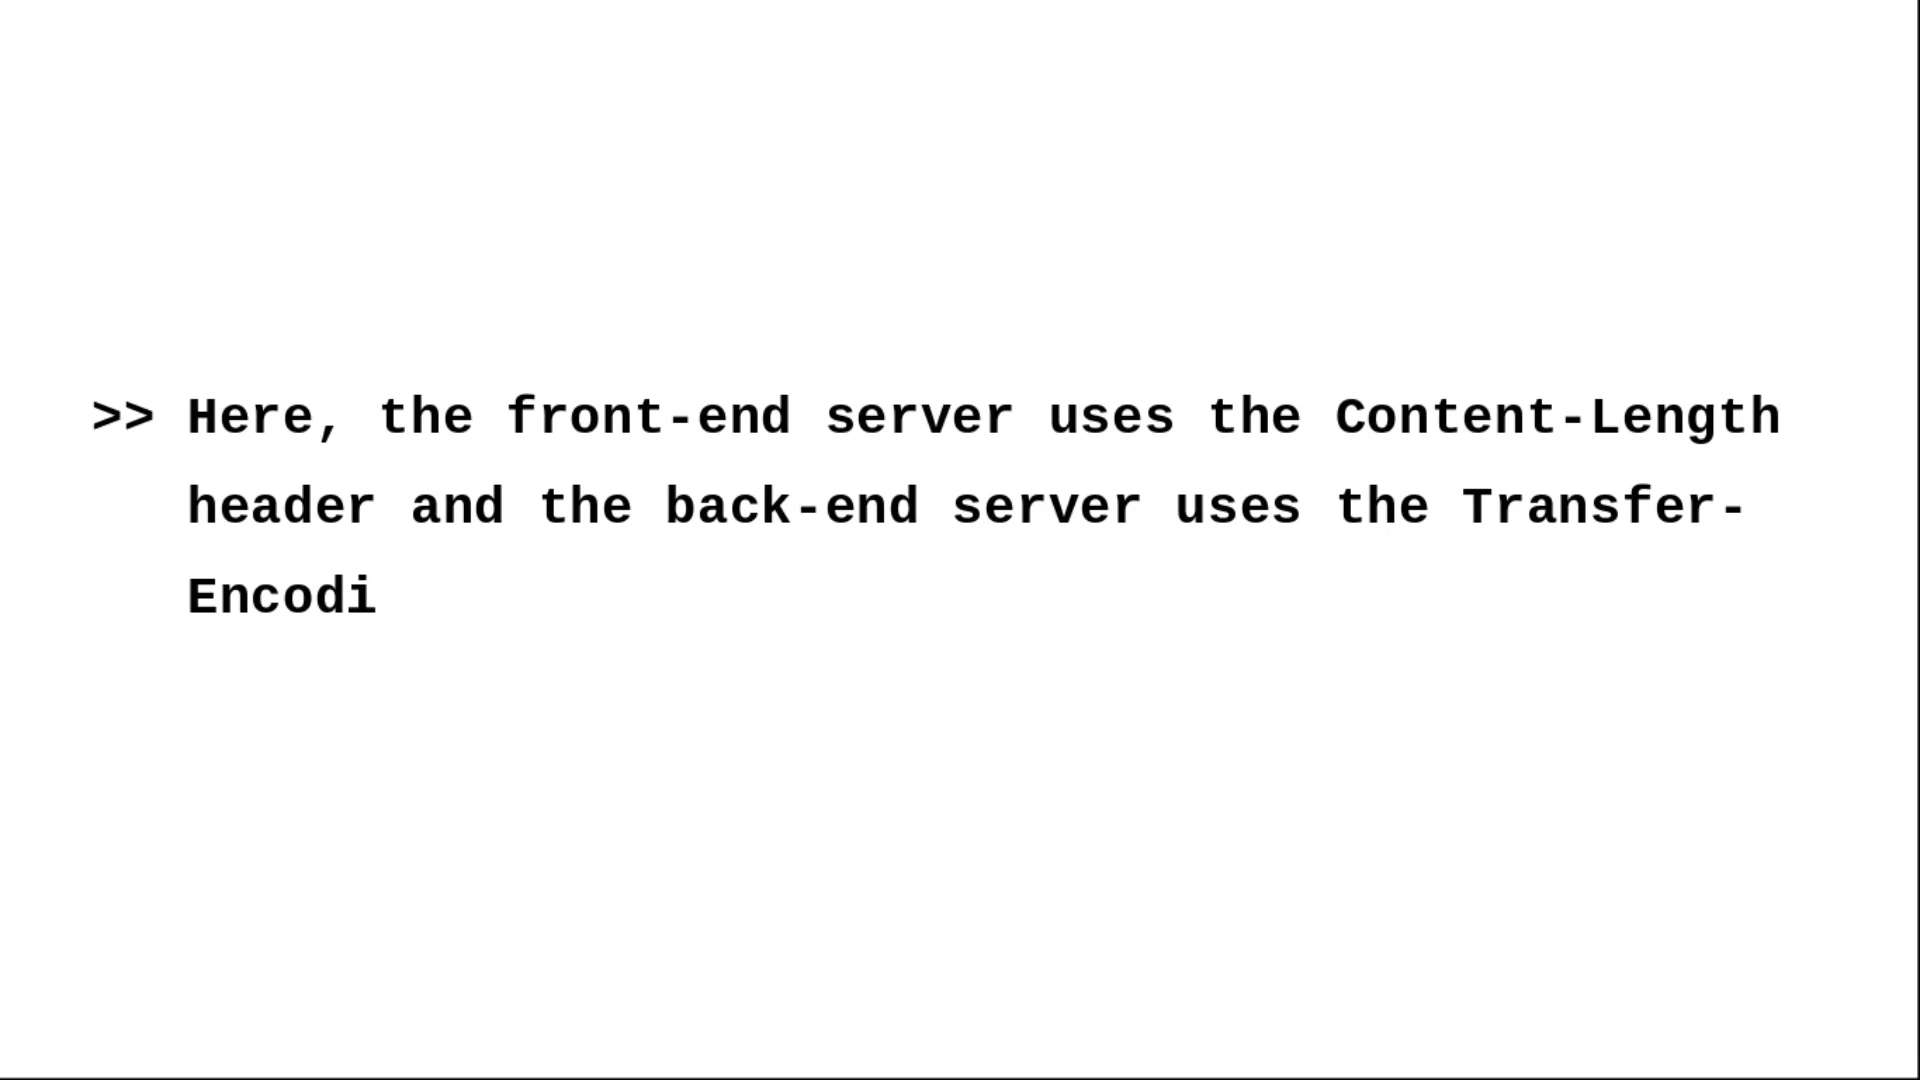 >> Here, the front-end server uses the Content-Length
header and the back-end server uses the Transfer-
Encodi